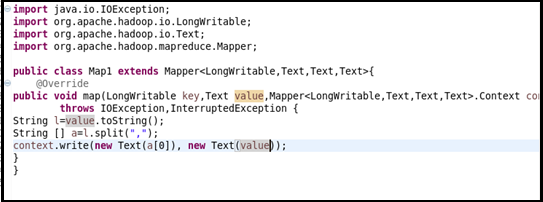 import java.io.IOException;
import org.apache.hadoop.io.LongWritable;
import org.apache.hadoop.io.Text;
import org.apache.hadoop.mapreduce.Mapper;
public class Map1 extends Mapper<LongWritable,Text,Text,Text>{
@Override
public void map(LongWritable key,Text value,Mapper<LongWritable,Text,Text,Text>.Context con
throws IOException,InterruptedException {
String l=value.toString();
String [] a=l.split(",");
context.write(new Text(a[0]), new Text(value));
}
}